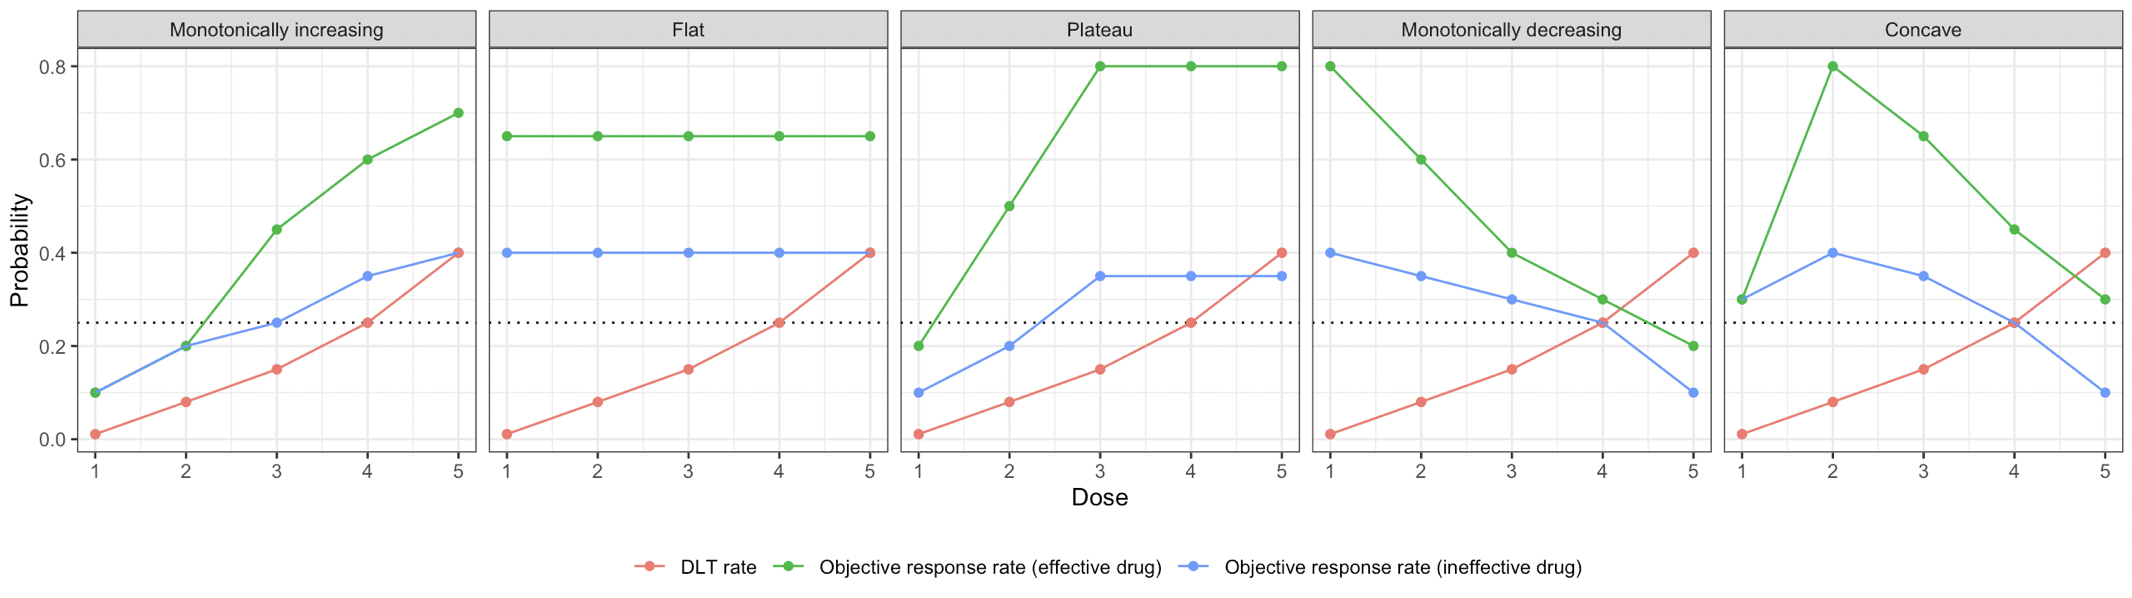 Monotonically increasing
Flat
Plateau
Monotonically decreasing
Concave
Probability
0.8
0.6
0.4
0.2
0.0
1 2 3 4 5
1 2 3 4 5
1 2 3 4 5
1 2 3 4 5
1 2 3 4 5
Dose
DLT rate
Objective response rate (effective drug)
Objective response rate (ineffective drug)